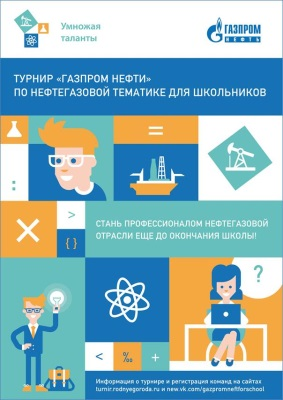 Умножая
таланты
ГАЗПРОМ
НЕФТЬ
ТУРНИР «ГАЗПРОМ НЕФТИ»
ПО НЕФТЕГАЗОВОЙ ТЕМАТИКЕ ДЛЯ ШКОЛЬНИКОВ
=
СТАНЬ ПРОФЕССИОНАЛОМ НЕФТЕГАЗОВОЙ
ОТРАСЛИ ЕЩЕ ДО ОКОНЧАНИЯ ШКОЛЫ!
>
{ }
?
< ‰ +
Информация о турнире и регистрация команд на сайтах
turnir.rodnyegoroda.ru и new.vk.com/gazpromneftforschool